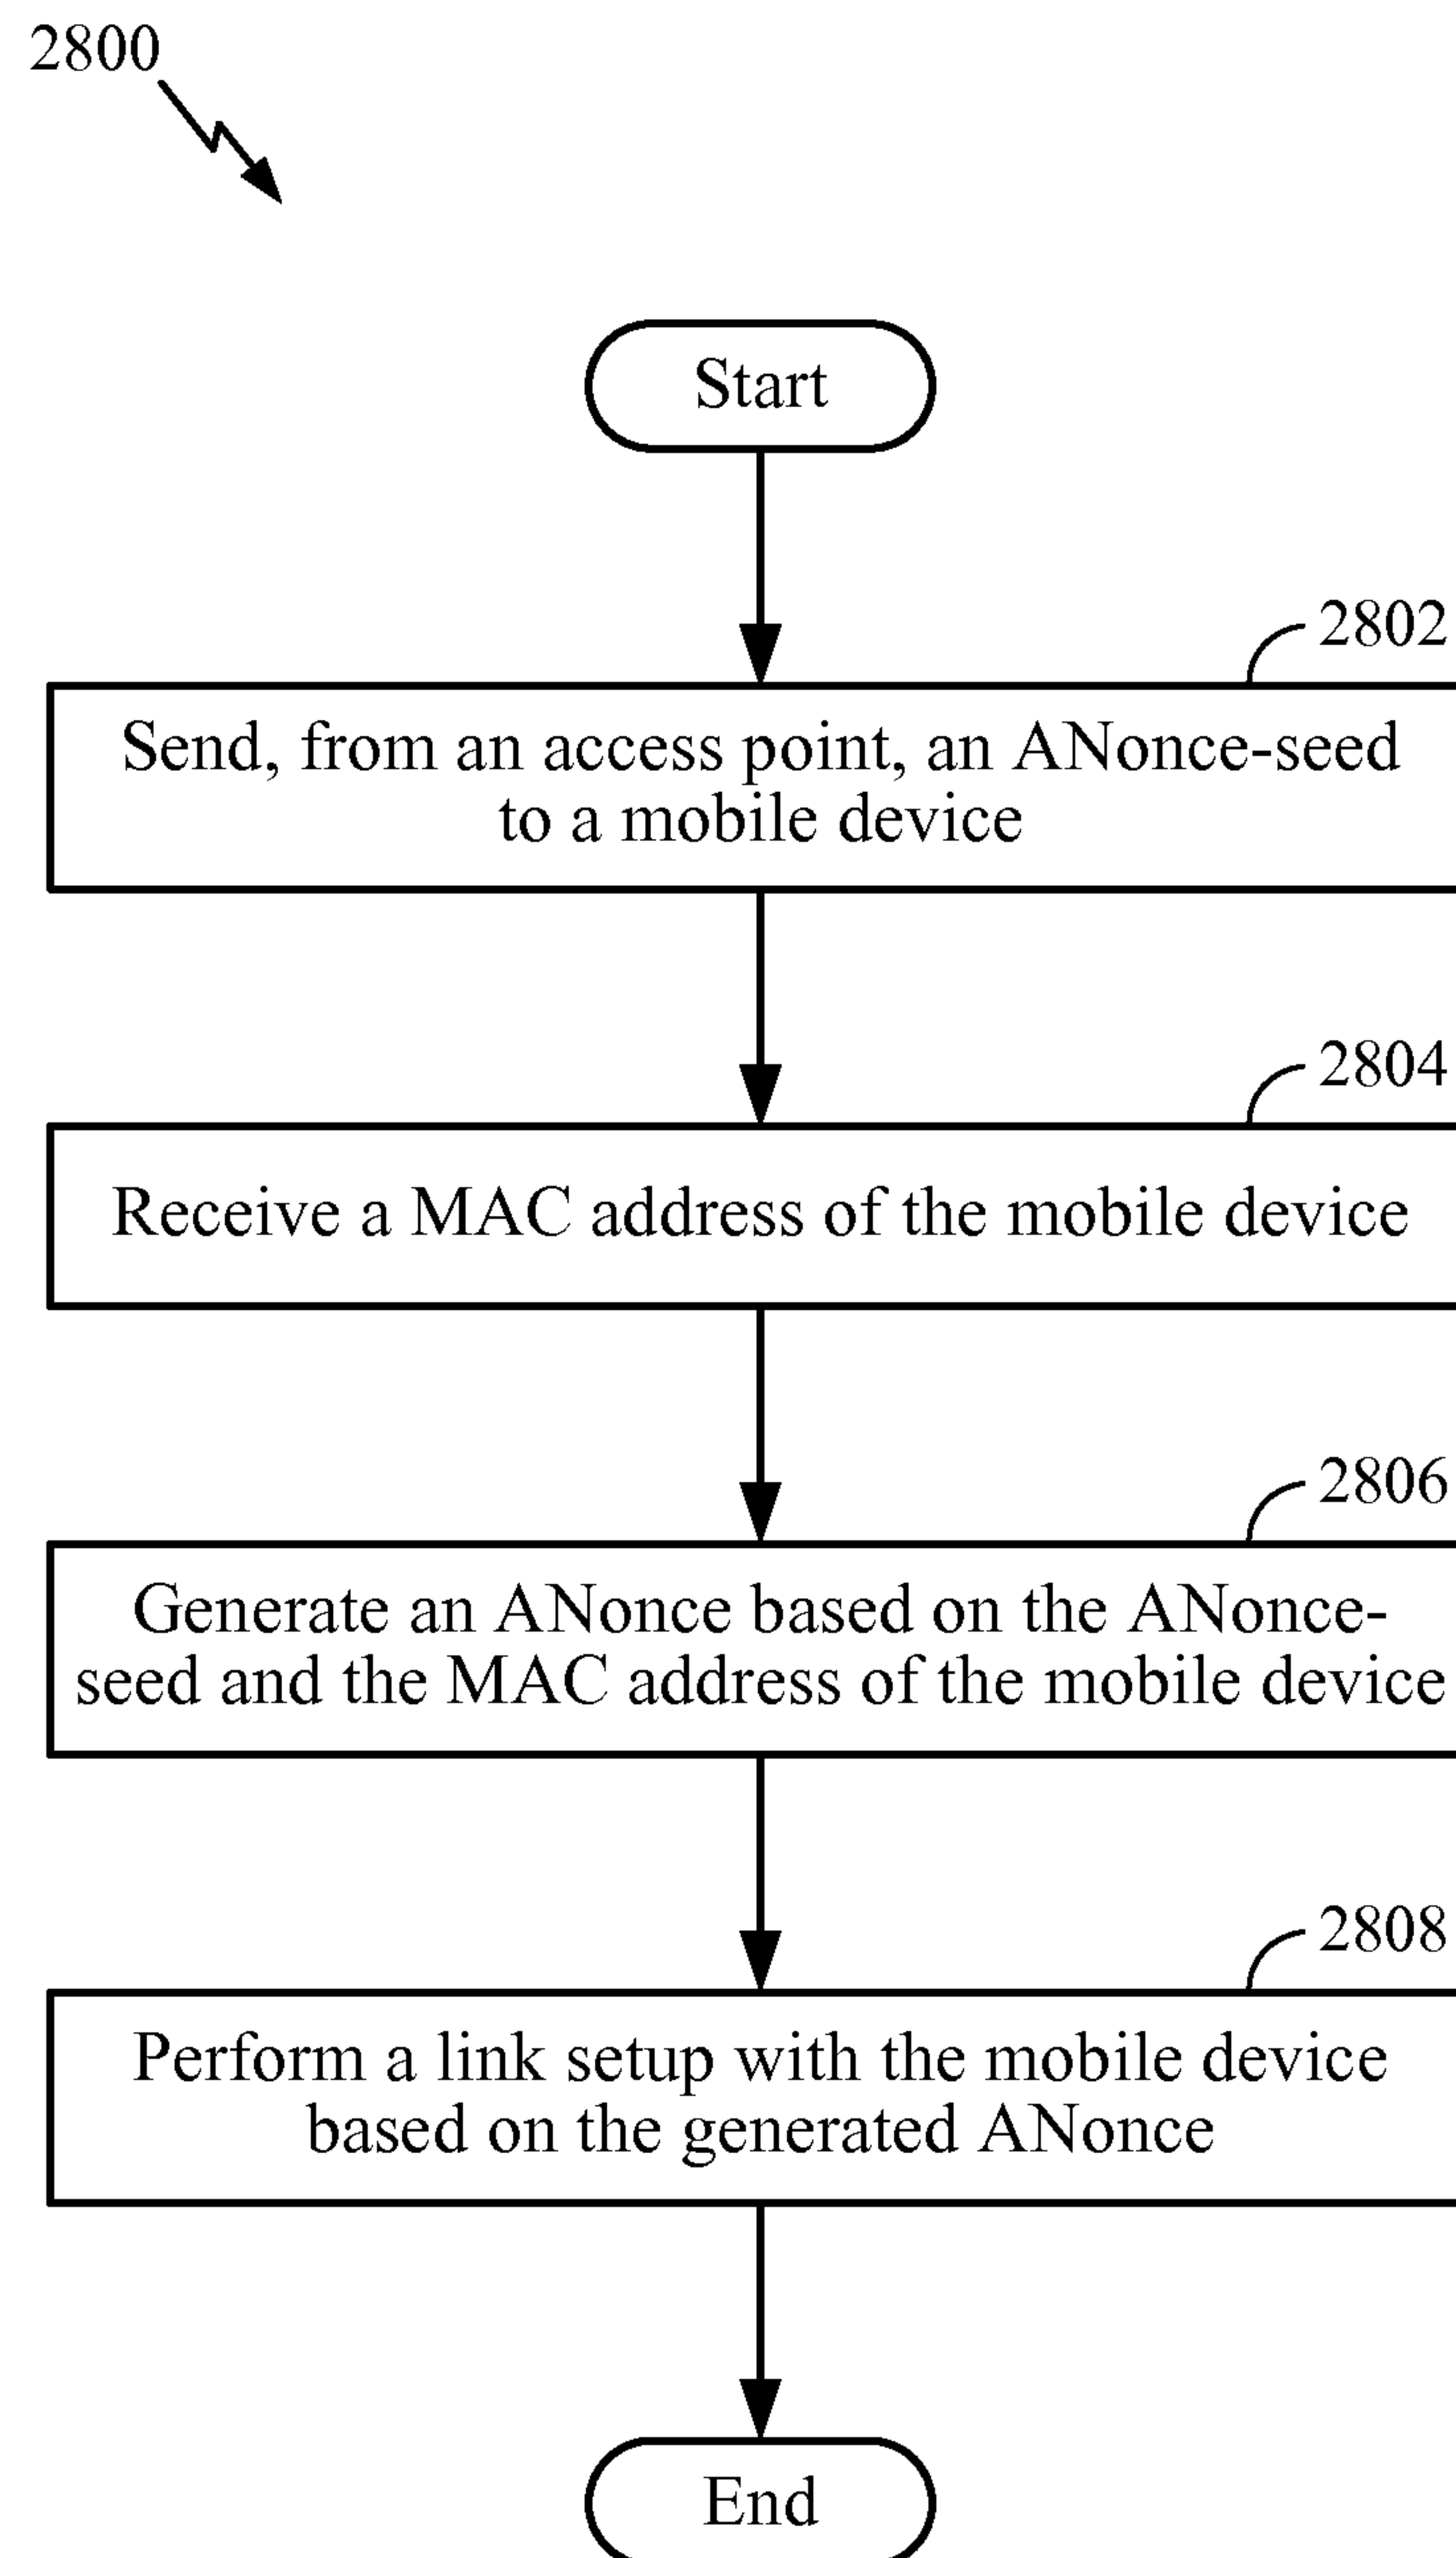 2800
Start
2802
Send, from an access point, an ANonce-seed
to a mobile device
2804
Receive a MAC address of the mobile device
2806
Generate an ANonce based on the ANonce-
seed and the MAC address of the mobile device
2808
Perform a link setup with the mobile device
based on the generated ANonce
End